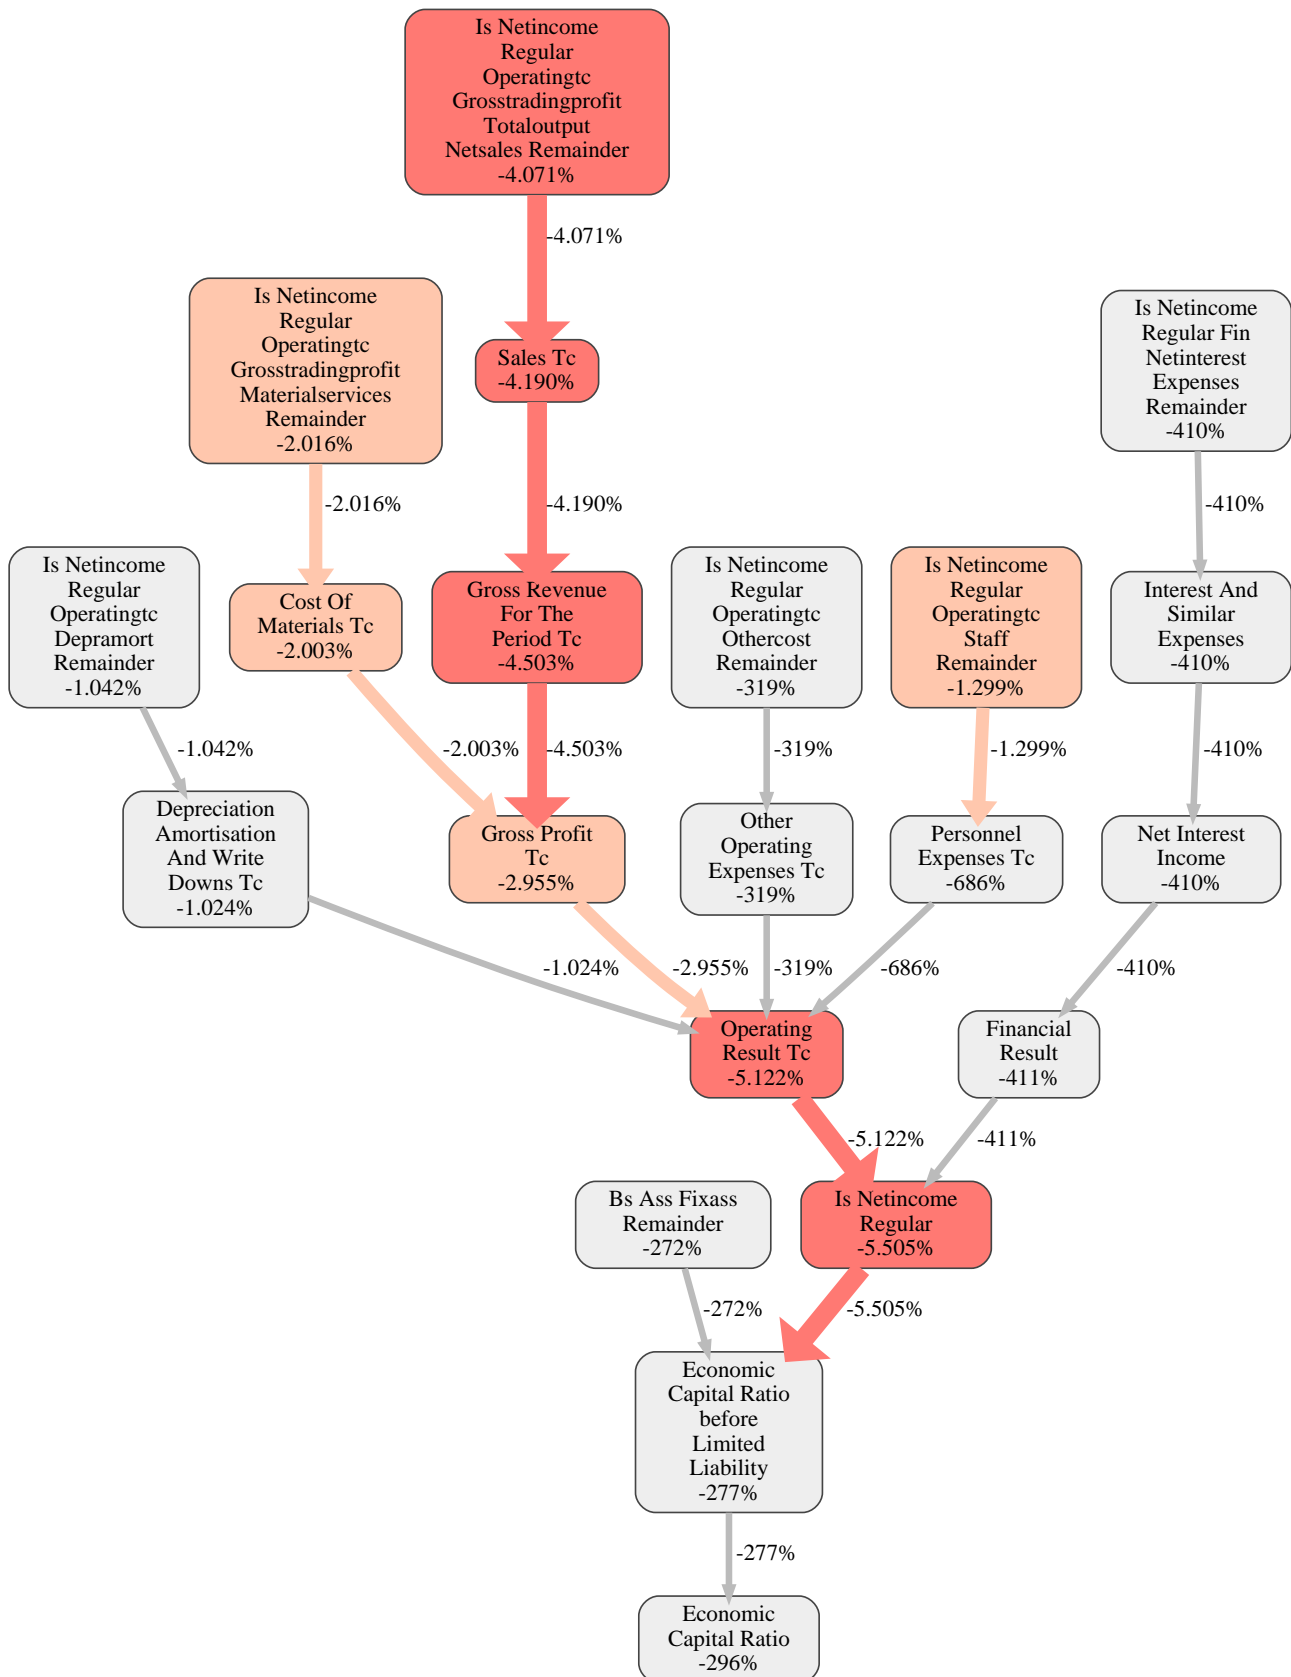 Is Netincome
Regular
Operatingtc
Grosstradingprofit
Totaloutput
Netsales Remainder
-4.071%
-4.071%
Is Netincome
Regular
Operatingtc
Grosstradingprofit
Materialservices
Remainder
-2.016%
Is Netincome
Regular Fin
Netinterest
Expenses
Remainder
-410%
Sales Tc
-4.190%
-2.016%
-4.190%
-410%
Is Netincome
Regular
Operatingtc
Depramort
Remainder
-1.042%
Cost Of
Materials Tc
-2.003%
Gross Revenue
For The
Period Tc
-4.503%
Is Netincome
Regular
Operatingtc
Othercost
Remainder
-319%
Is Netincome
Regular
Operatingtc
Staff
Remainder
-1.299%
Interest And
Similar
Expenses
-410%
-1.042%
-2.003%
-4.503%
-319%
-1.299%
-410%
Depreciation
Amortisation
And Write
Downs Tc
-1.024%
Gross Profit
Tc
-2.955%
Other
Operating
Expenses Tc
-319%
Personnel
Expenses Tc
-686%
Net Interest
Income
-410%
-1.024%
-2.955%
-319%
-686%
-410%
Operating
Result Tc
-5.122%
Financial
Result
-411%
-5.122%
-411%
Bs Ass Fixass
Remainder
-272%
Is Netincome
Regular
-5.505%
-272%
-5.505%
Economic
Capital Ratio
before
Limited
Liability
-277%
-277%
Economic
Capital Ratio
-296%